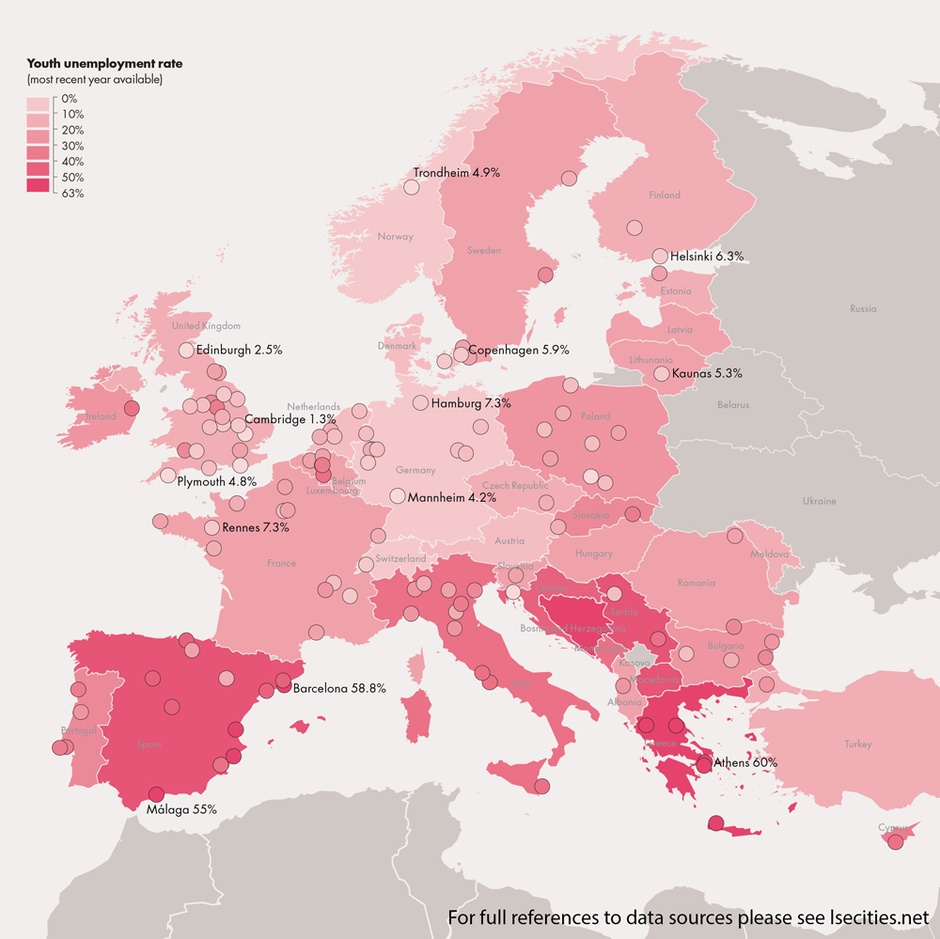 Youth unemployment rate
(most recent year available)
0%
10%
20%
30%
40%
50%
63%
Trondheim 4.9%
Finland
Norway
Sweden
Helsinki 6.3%
Estonia
Russia
United Kingdom
Latvia
Edinburgh 2.5%
Denmark
Copenhagen 5.9%
Lithunania
Kaunas 5.3%
Belarus
Hamburg 7.3%
Netherlands
Ireland
Cambridge 1.3%
Poland
Germany
Plymouth 4.8%
Belgium
Luxembourg
Czech Republic
Mannheim 4.2%
Ukraine
Slovakia
Rennes 7.3%
Austria
Hungary
Moldova
Switzerland
France
Slovenia
Romania
Serbia
Bosnia and Herzegovina
Bulgaria
Kosovo
Macedonia
Barcelona 58.8%
Albania
Portugal
Spain
Greece
Turkey
Athens 60%
Málaga 55%
Cyprus
For full references to data sources please see lsecities.net